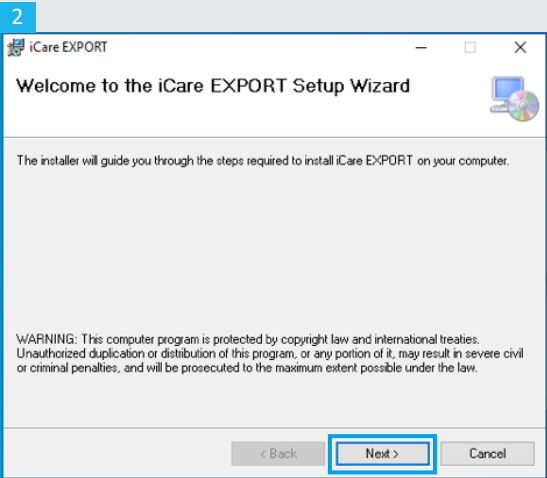 2
iCare EXPORT
Welcome to the iCare EXPORT Setup Wizard
The installer will guide you through the steps required to install iCare EXPORT on your computer.
WARNING: This computer program is protected by copyright law and international treaties.
Unauthorized duplication or distribution of this program, or any portion of it, may result in severe civil
or criminal penalties, and will be prosecuted to the maximum extent possible under the law.
< Back Next > Cancel